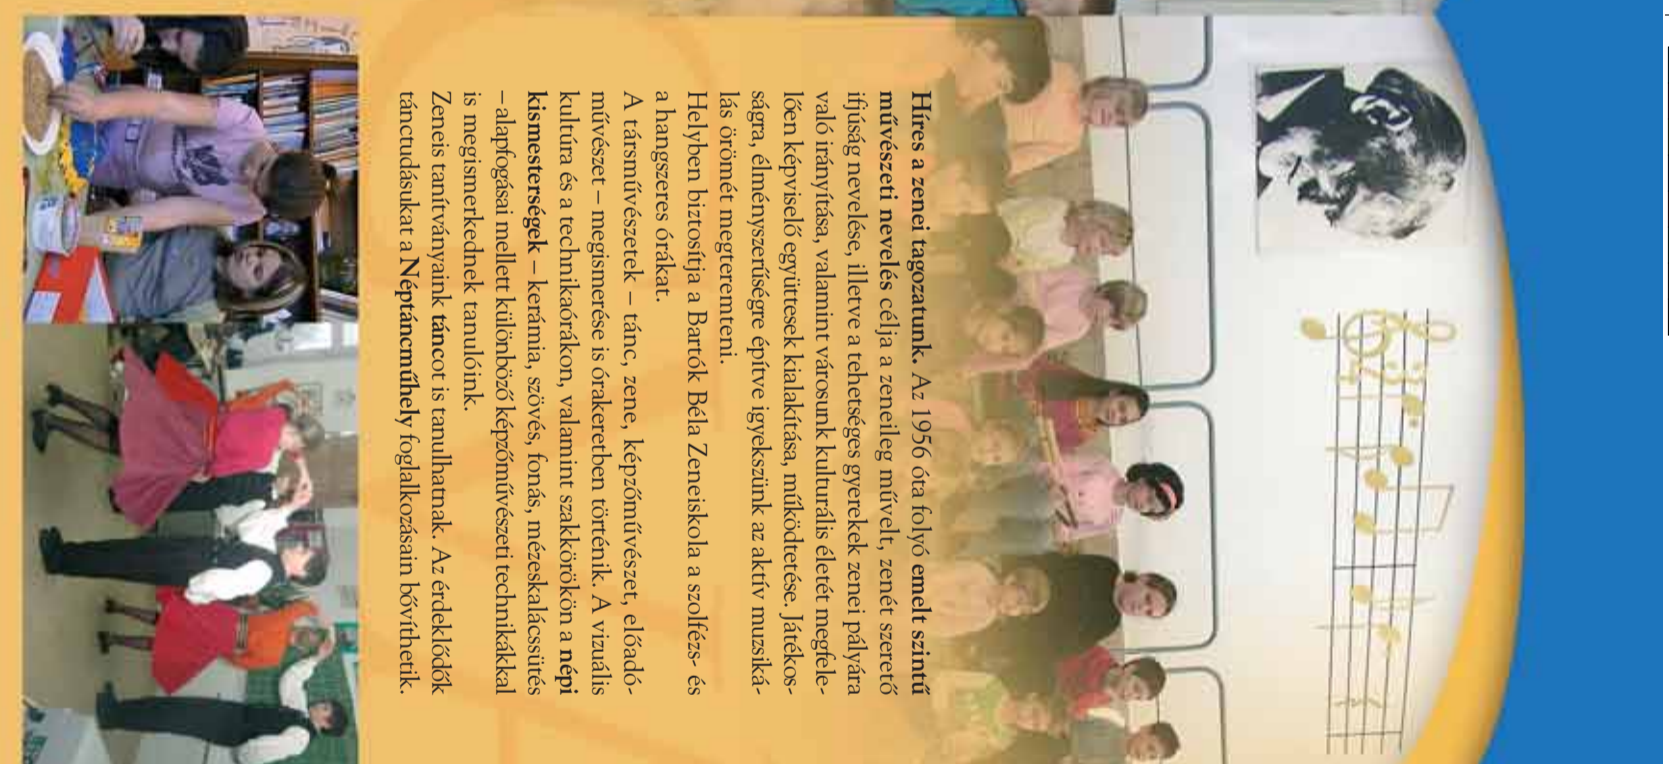 Híres a zenei tagozatunk. Az 1956 óta folyó emelt szintű
művészeti nevelés célja a zeneileg művelt, zenét szerető
ifjúság nevelése, illetve a tehetséges gyerekek zenei pályára
való irányítása, valamint városunk kulturális életét megfele-
lően képviselő együttesek kialakítása, működtetése. Játékos-
ságra, élményszerűségre építve igyekszünk az aktív muzsiká-
lás örömét megteremteni.
Helyben biztosítja a Bartók Béla Zeneiskola a szolfézs- és
a hangszeres órákat.
A társművészetek – tánc, zene, képzőművészet, előadó-
művészet – megismerése is órakeretben történik. A vizuális
kultúra és a technikaórákon, valamint szakkörökön a népi
kismesterségek – kerámia, szövés, fonás, mézeskalácssütés
– alapfogásai mellett különböző képzőművészeti technikákkal
is megismerkednek tanulóink.
Zeneis tanítványaink táncot is tanulhatnak. Az érdeklődők
tánctudásukat a Néptáncműhely foglalkozásain bővíthetik.